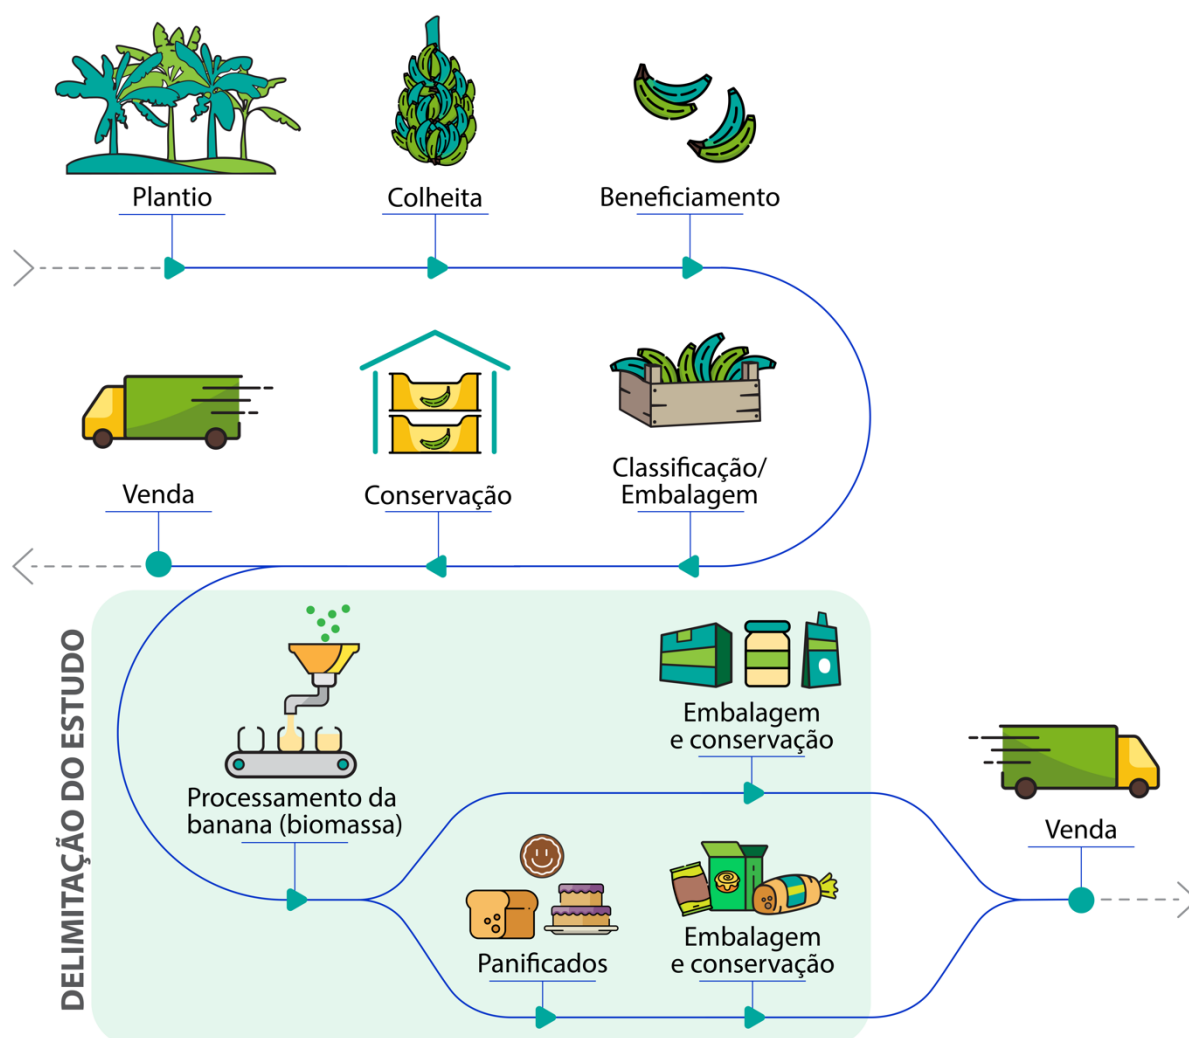 Plantio
Colheita
Beneficiamento
Venda
Conservação
Classificação/
Embalagem
DELIMITAÇÃO DO ESTUDO
Processamento da
banana (biomassa)
Embalagem
e conservação
Panificados
Embalagem
e conservação
Venda